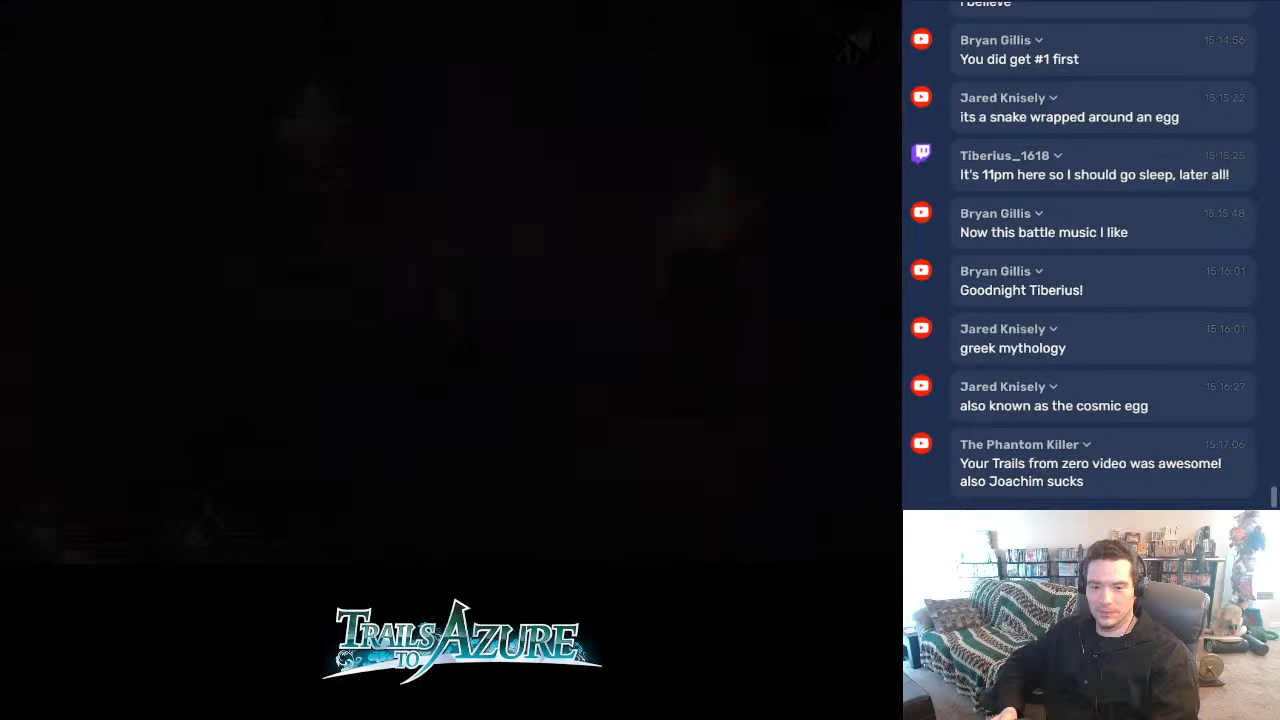 I believe
Bryan Gillis
15:14:56
You did get #1 first
Jared Knisely
15:15:22
its a snake wrapped around an egg
Tiberius_1618
15:15:25
It's 11pm here so I should go sleep, later all!
Bryan Gillis
15:15:48
Now this battle music I like
Bryan Gillis
15:16:01
Goodnight Tiberius!
Jared Knisely
15:16:01
greek mythology
Jared Knisely
15:16:27
also known as the cosmic egg
The Phantom Killer
15:17:06
Your Trails from zero video was awesome!
also Joachim sucks
TRAILS
TO
AZURE